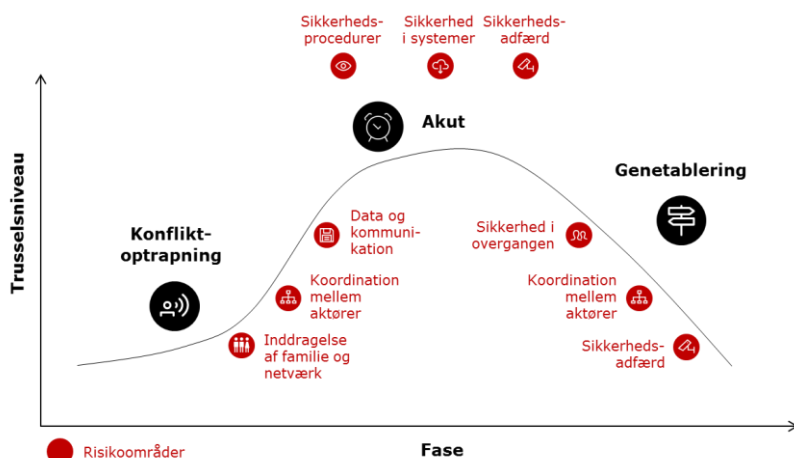 Sikkerheds-
procedurer
Sikkerhed
i systemer
Sikkerheds-
adfærd
Akut
Genetablering
Trusselsniveau
Konflikt-
optrapning
Data og
kommuni-
kation
Sikkerhed i
overgangen
Koordination
mellem
aktører
Koordination
mellem
aktører
Inddragelse
af familie og
netværk
Sikkerheds-
adfærd
Risikoområder
Fase